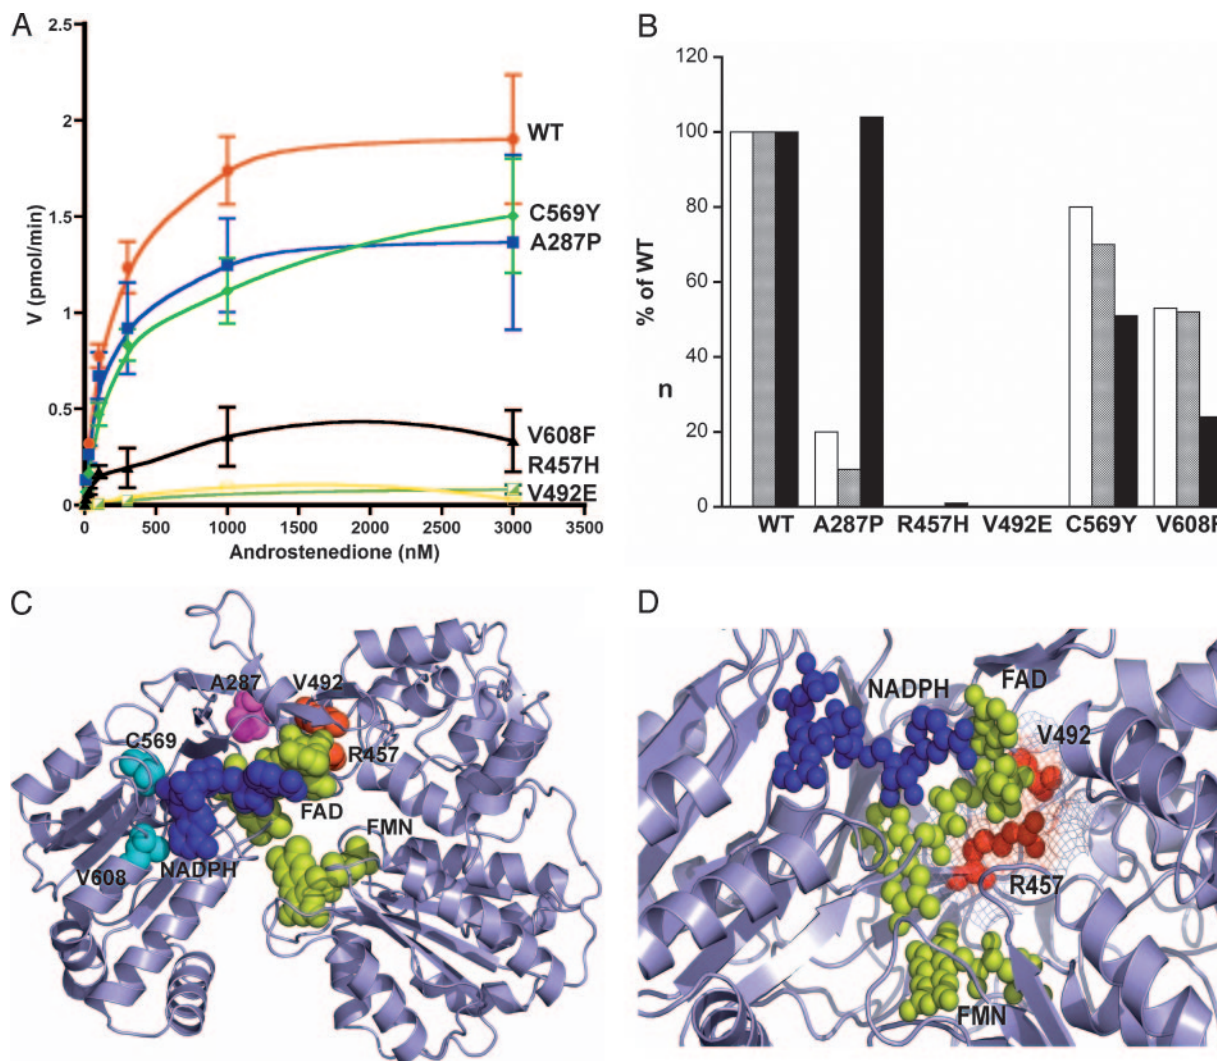 A
2.5
2
1.5
1
0.5
0
V (pmol/min)
WT
C569Y
A287P
V608F
R457H
V492E
0 500 1000 1500 2000 2500 3000 3500
Androstenedione (nM)
B
120
100
80
60
40
20
0
% of WT
n
WT A287P R457H V492E C569Y V608F
C
A287 V492
C569
R457
FAD
FMN
V608
NADPH
D
NADPH
FAD
V492
R457
FMN